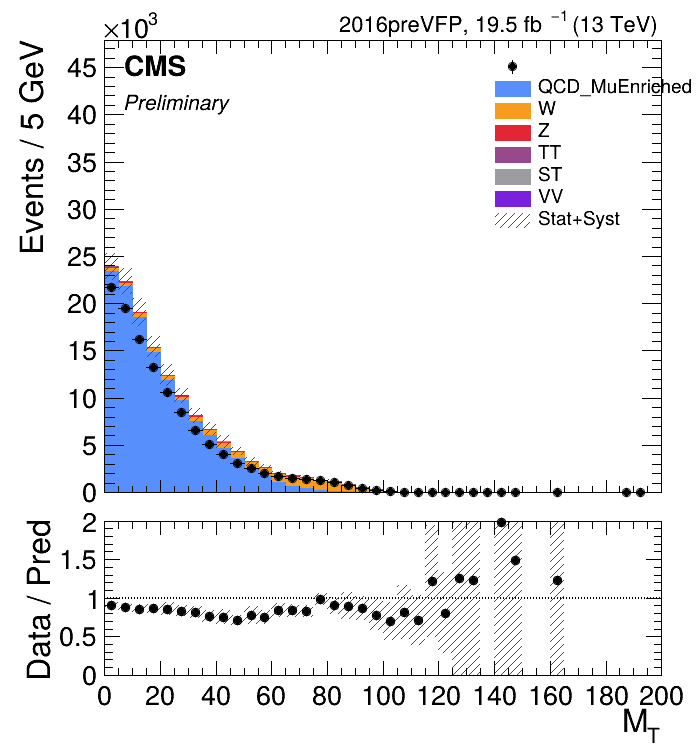 ×10³
2016preVFP, 19.5 fb ⁻¹ (13 TeV)
CMS
Preliminary
QCD_MuEnriched
W
Z
TT
ST
VV
Stat+Syst
Events / 5 GeV
45
40
35
30
25
20
15
10
5
0
Data / Pred
2
1.5
1
0.5
0
0 20 40 60 80 100 120 140 160 180 200
M_T